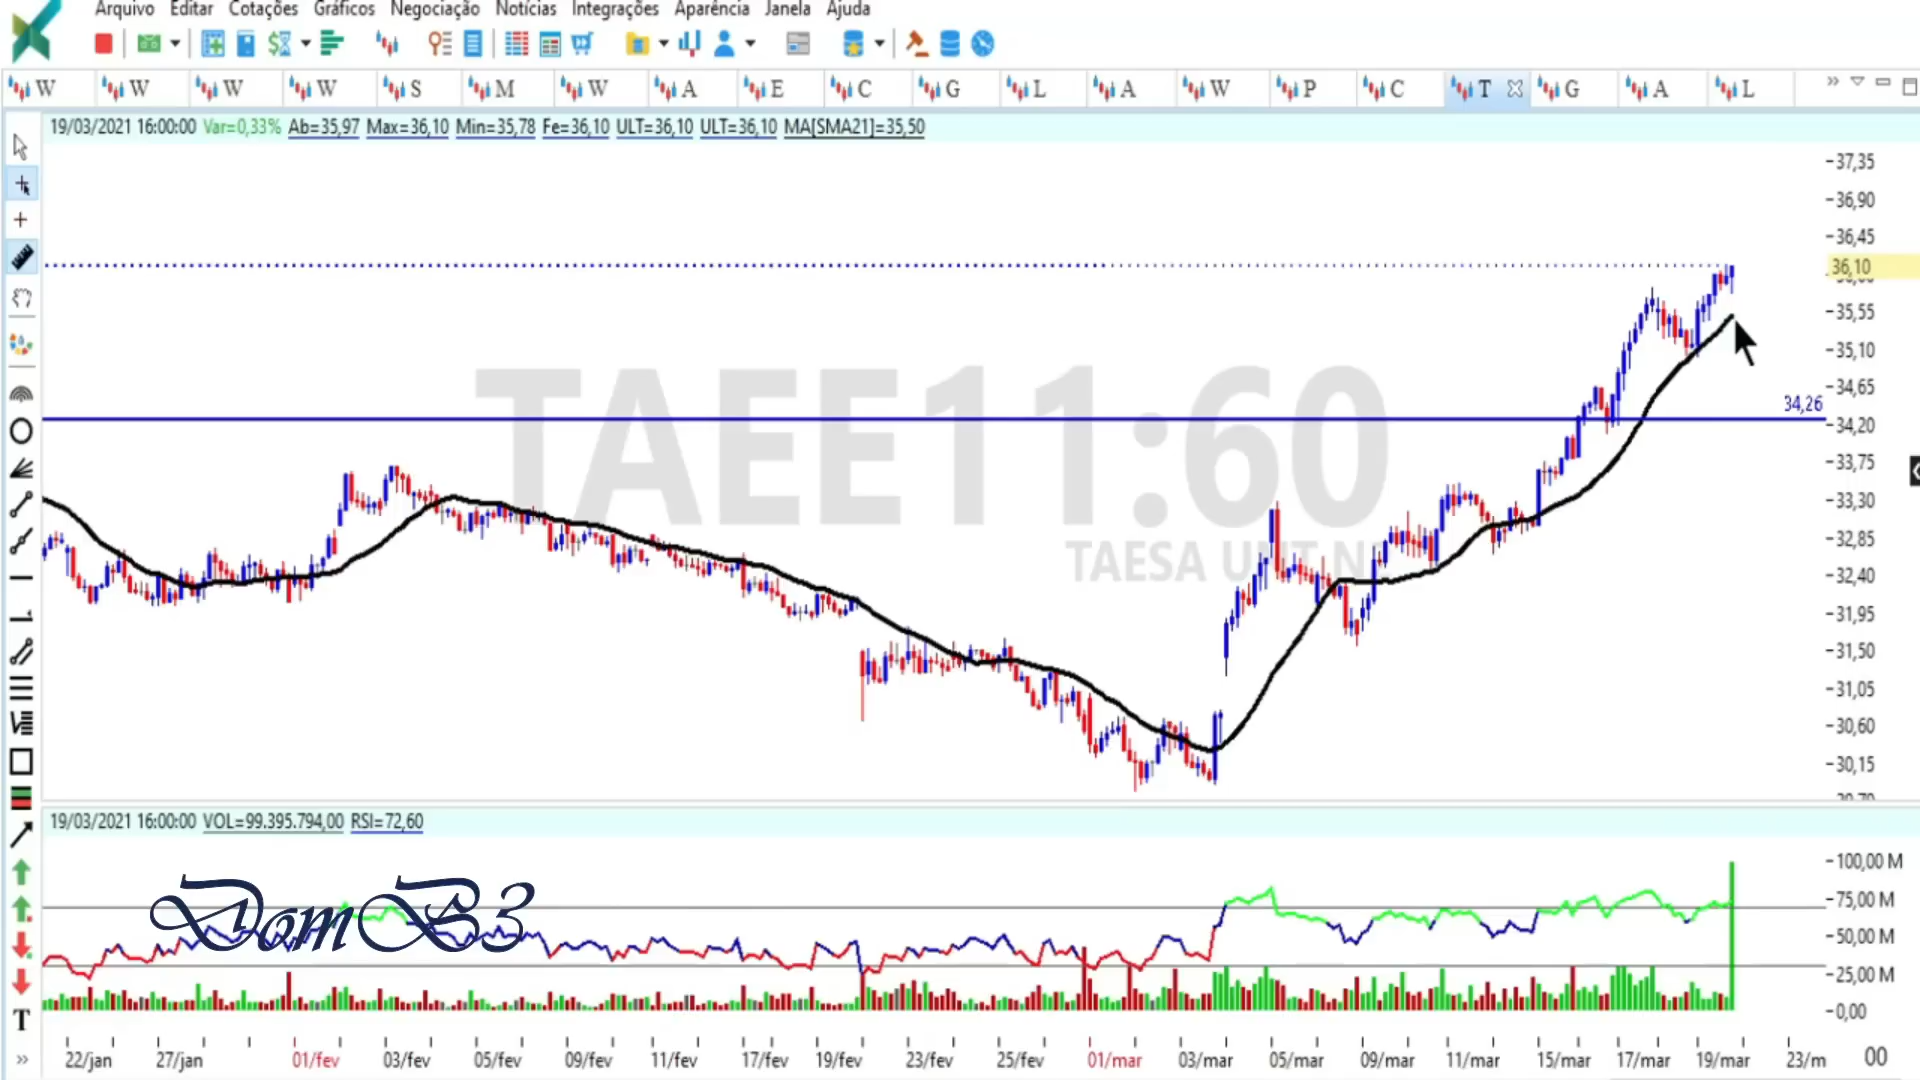 Arquivo Editar Cotações Gráficos Negociação Notícias Integrações Aparência Janela Ajuda
W W W W S M W A E C G L A W P C T G A L
19/03/2021 16:00:00 Var=0,33% Ab=35,97 Max=36,10 Min=35,78 Fe=36,10 ULT=36,10 ULT=36,10 MA[SMA21]=35,50
37,35
36,90
36,45
36,10
35,55
35,10
34,65
34,26
34,20
33,75
33,30
32,85
32,40
31,95
31,50
31,05
30,60
30,15
TAEE11:60
TAESA UNT N
19/03/2021 16:00:00 VOL=99.395.794,00 RSI=72,60
DomB3
100,00 M
75,00 M
50,00 M
25,00 M
0,00
T
22/jan 27/jan 01/fev 03/fev 05/fev 09/fev 11/fev 17/fev 19/fev 23/fev 25/fev 01/mar 03/mar 05/mar 09/mar 11/mar 15/mar 17/mar 19/mar 23/m 00